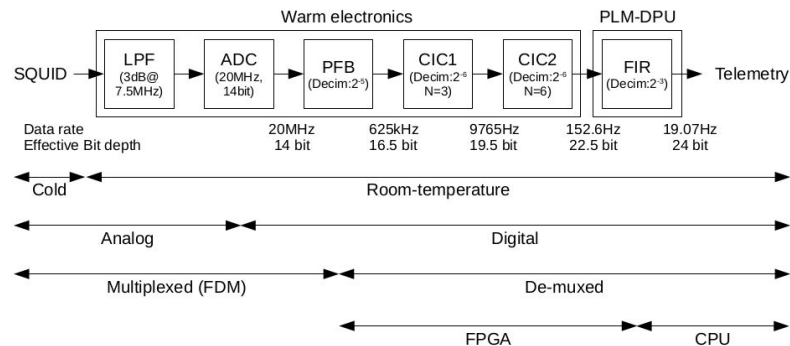 Warm electronics PLM-DPU
SQUID
LPF
(3dB@
7.5MHz)
ADC
(20MHz,
14bit)
PFB
(Decim:2⁻⁵)
CIC1
(Decim:2⁻⁶
N=3)
CIC2
(Decim:2⁻⁶
N=6)
FIR
(Decim:2⁻³)
Telemetry
Data rate 20MHz 625kHz 9765Hz 152.6Hz 19.07Hz
Effective Bit depth 14 bit 16.5 bit 19.5 bit 22.5 bit 24 bit
Cold Room-temperature
Analog Digital
Multiplexed (FDM) De-muxed
FPGA CPU